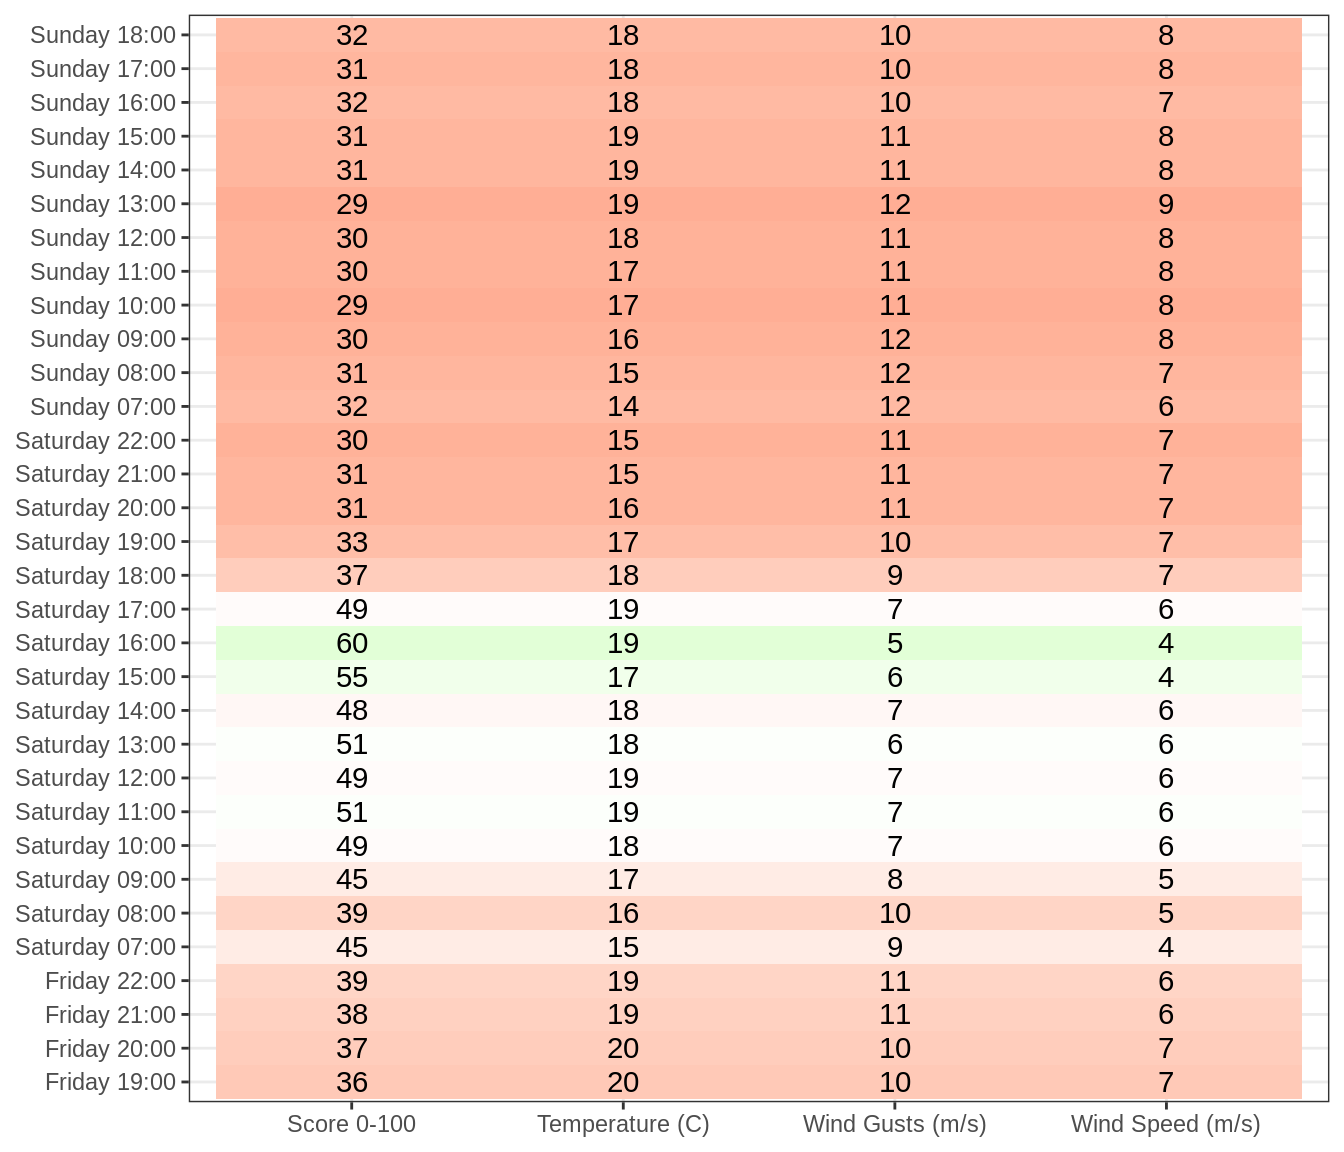 Sunday 18:00 32 18 10 8
Sunday 17:00 31 18 10 8
Sunday 16:00 32 18 10 7
Sunday 15:00 31 19 11 8
Sunday 14:00 31 19 11 8
Sunday 13:00 29 19 12 9
Sunday 12:00 30 18 11 8
Sunday 11:00 30 17 11 8
Sunday 10:00 29 17 11 8
Sunday 09:00 30 16 12 8
Sunday 08:00 31 15 12 7
Sunday 07:00 32 14 12 6
Saturday 22:00 30 15 11 7
Saturday 21:00 31 15 11 7
Saturday 20:00 31 16 11 7
Saturday 19:00 33 17 10 7
Saturday 18:00 37 18 9 7
Saturday 17:00 49 19 7 6
Saturday 16:00 60 19 5 4
Saturday 15:00 55 17 6 4
Saturday 14:00 48 18 7 6
Saturday 13:00 51 18 6 6
Saturday 12:00 49 19 7 6
Saturday 11:00 51 19 7 6
Saturday 10:00 49 18 7 6
Saturday 09:00 45 17 8 5
Saturday 08:00 39 16 10 5
Saturday 07:00 45 15 9 4
Friday 22:00 39 19 11 6
Friday 21:00 38 19 11 6
Friday 20:00 37 20 10 7
Friday 19:00 36 20 10 7
Score 0-100 Temperature (C) Wind Gusts (m/s) Wind Speed (m/s)